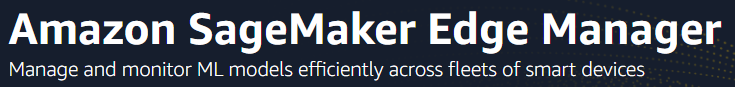 Amazon SageMaker Edge Manager
Manage and monitor ML models efficiently across fleets of smart devices